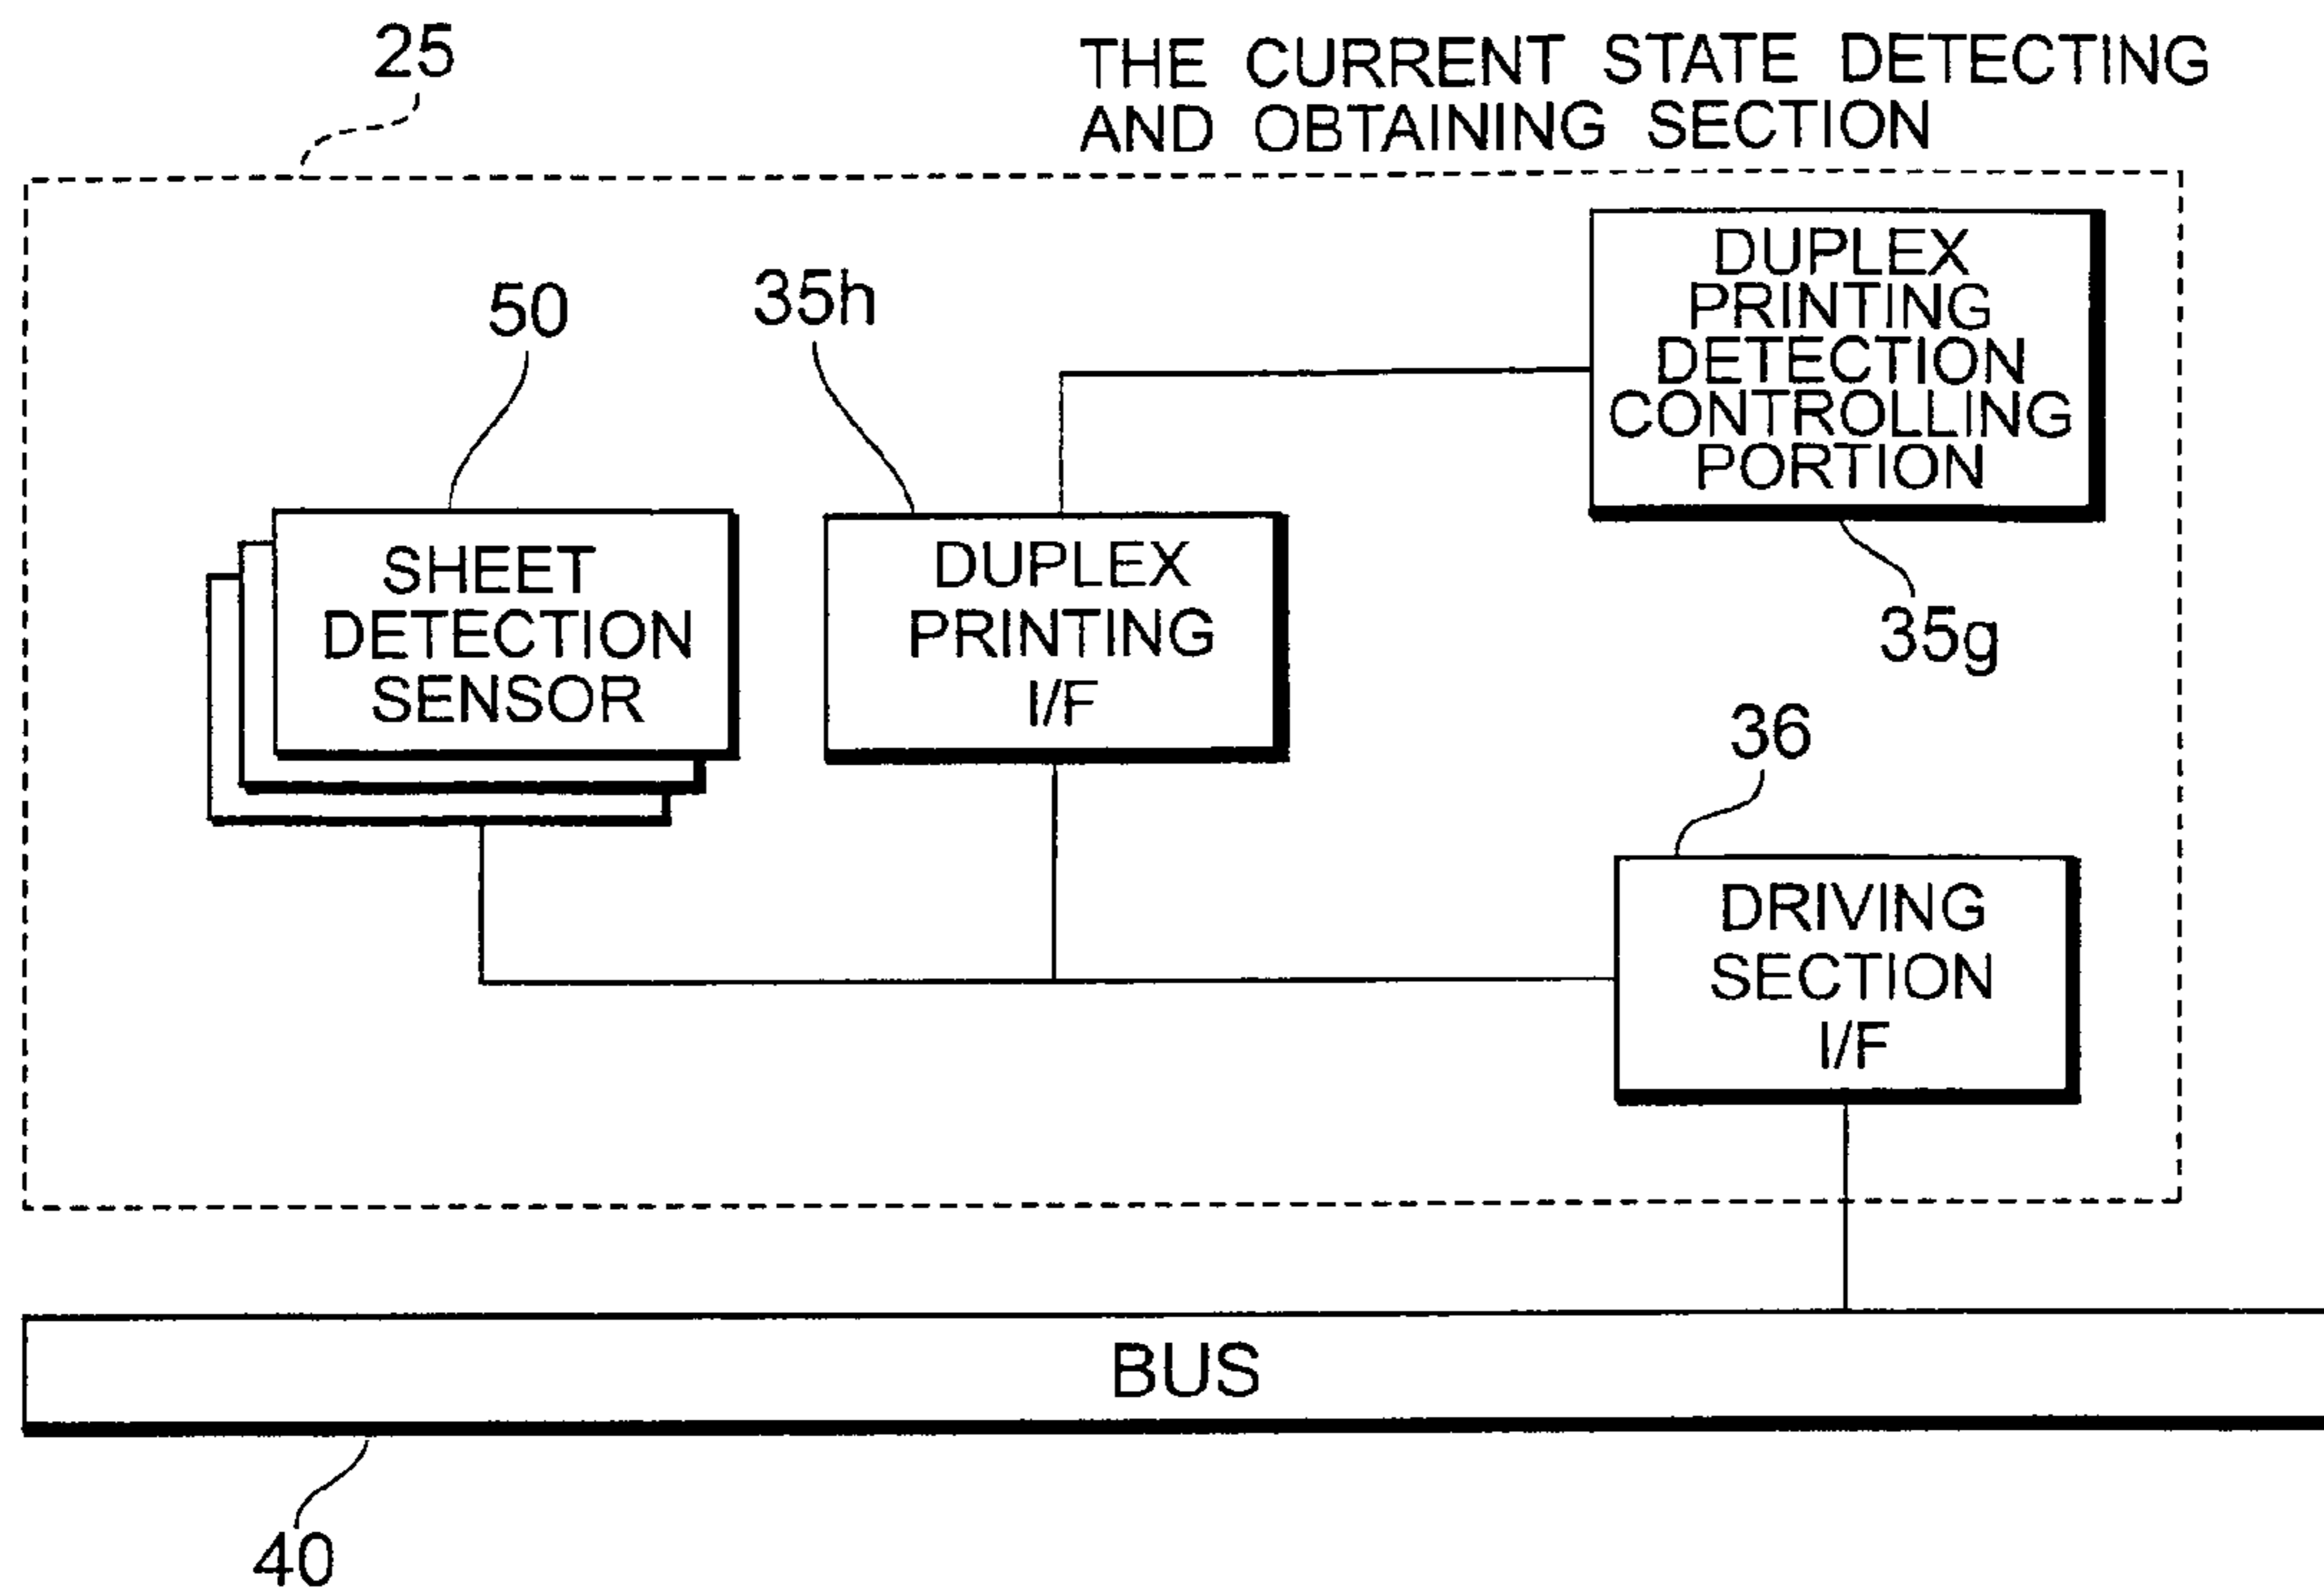 25
THE CURRENT STATE DETECTING
AND OBTAINING SECTION
50
35h
DUPLEX
PRINTING
DETECTION
CONTROLLING
PORTION
35g
SHEET
DETECTION
SENSOR
DUPLEX
PRINTING
I/F
36
DRIVING
SECTION
I/F
BUS
40